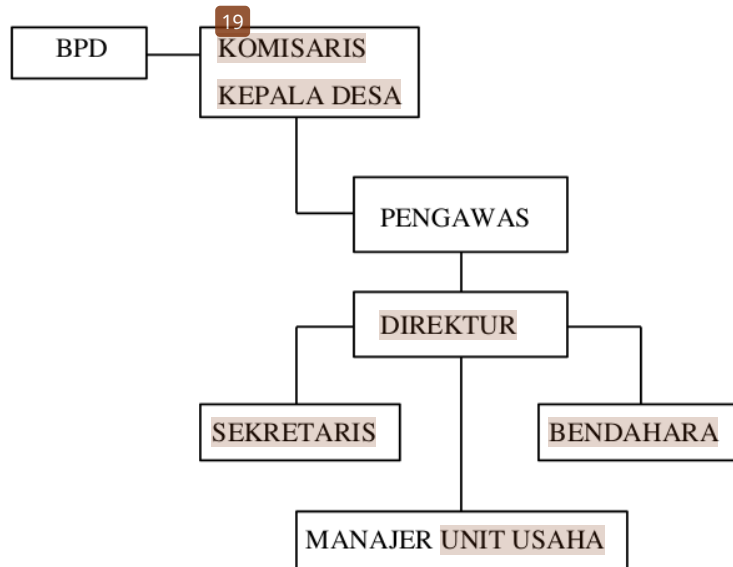 19
BPD
KOMISARIS
KEPALA DESA
PENGAWAS
DIREKTUR
SEKRETARIS
BENDAHARA
MANAJER UNIT USAHA